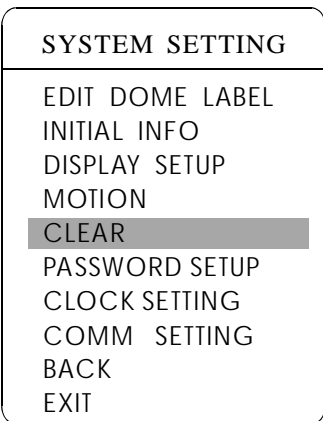 SYSTEM SETTING
EDIT DOME LABEL
INITIAL INFO
DISPLAY SETUP
MOTION
CLEAR
PASSWORD SETUP
CLOCK SETTING
COMM SETTING
BACK
EXIT